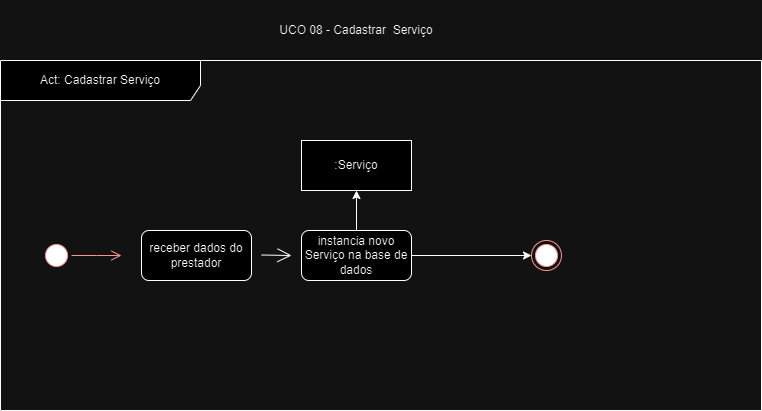 UCO 08 - Cadastrar Serviço
Act: Cadastrar Serviço
:Serviço
receber dados do
prestador
instancia novo
Serviço na base de
dados